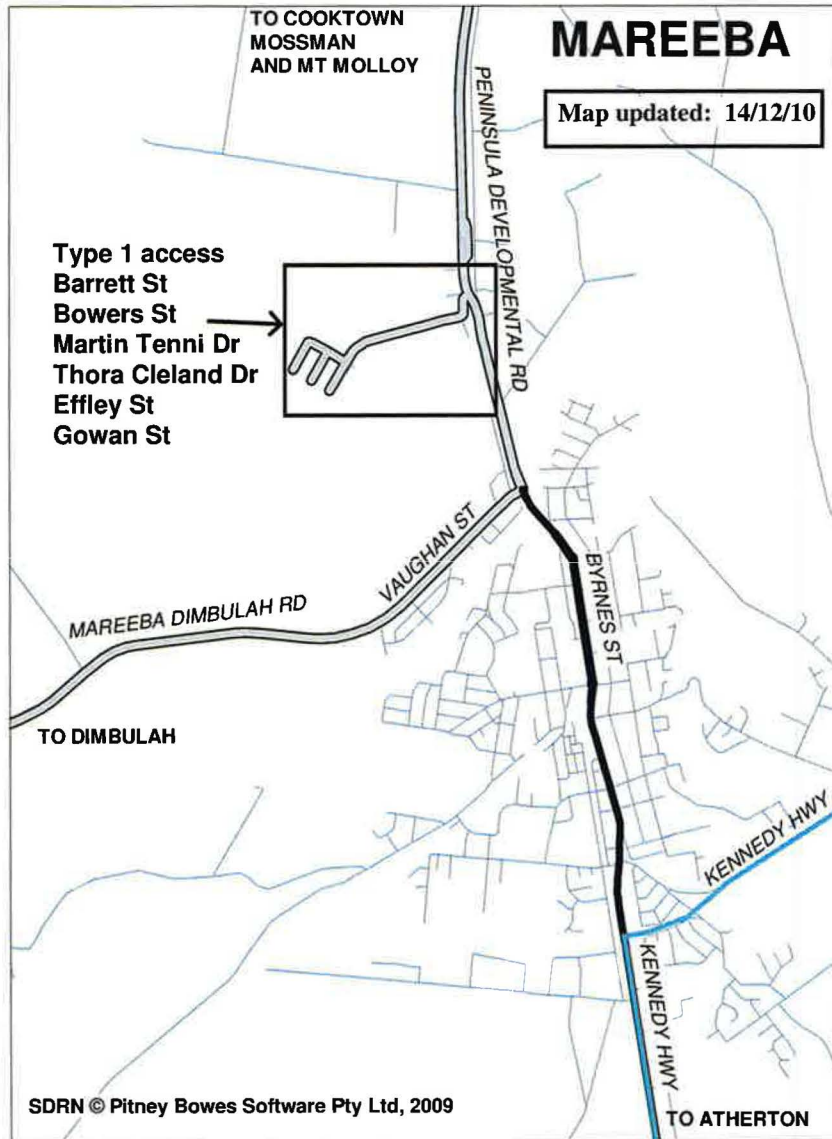 TO COOKTOWN
MOSSMAN
AND MT MOLLOY
MAREEBA
Map updated: 14/12/10
PENINSULA DEVELOPMENTAL RD
Type 1 access
Barrett St
Bowers St
Martin Tenni Dr
Thora Cleland Dr
Effley St
Gowan St
VAUGHAN ST
BYRNES ST
MAREEBA DIMBULAH RD
TO DIMBULAH
KENNEDY HWY
KENNEDY HWY
SDRN © Pitney Bowes Software Pty Ltd, 2009
TO ATHERTON